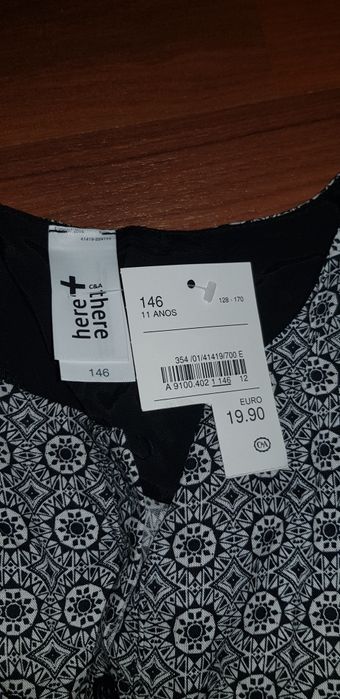 here + there
C&A
146
146
128 - 170
11 ANOS
354 /01/41419/700 E
A 9100.402 1 146 12
EURO
19.90
C&A